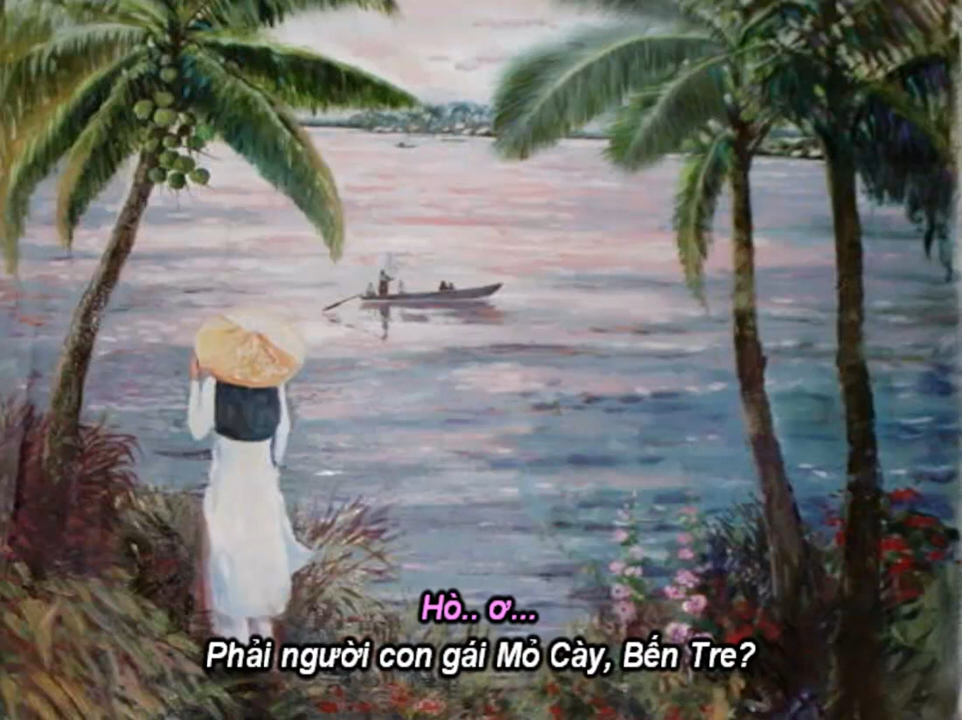 Hò.. ơ...
Phải người con gái Mỏ Cày, Bến Tre?